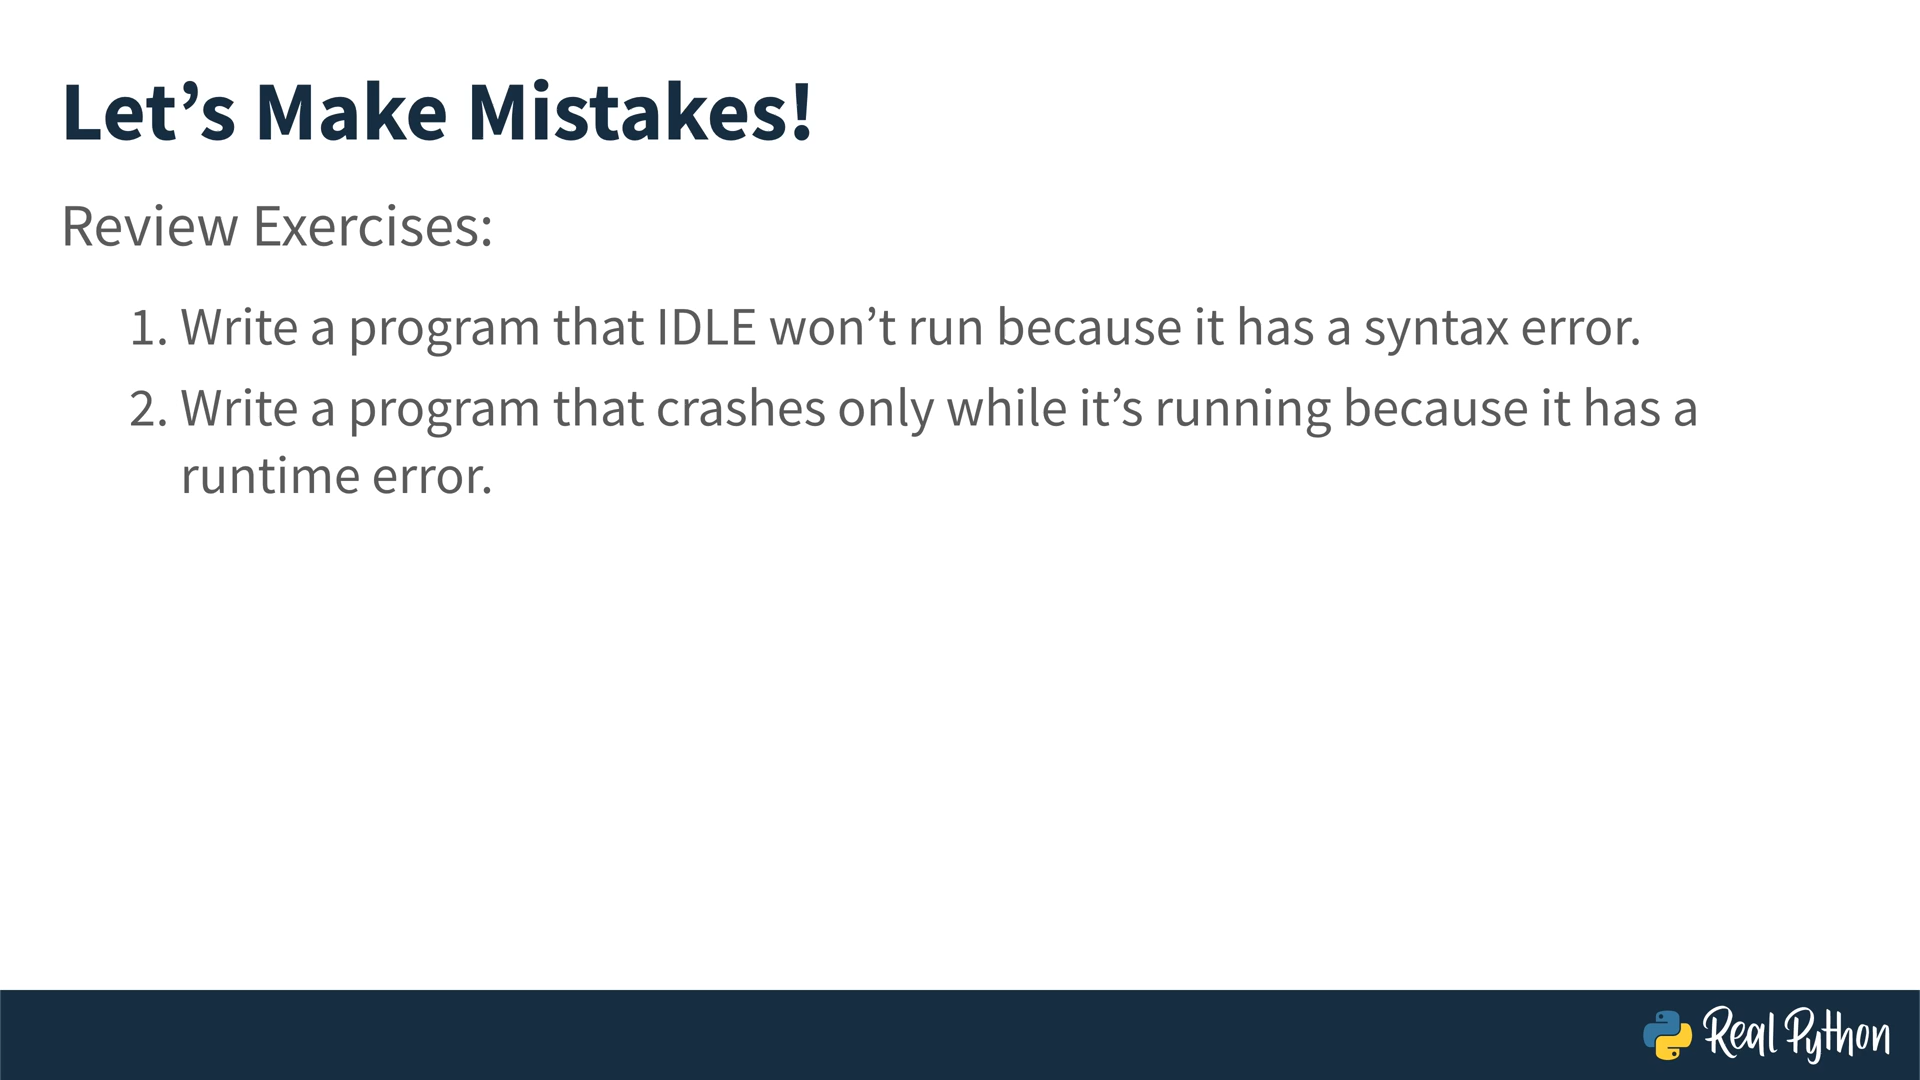 Let’s Make Mistakes!
Review Exercises:
1. Write a program that IDLE won’t run because it has a syntax error.
2. Write a program that crashes only while it’s running because it has a
runtime error.
Real Python